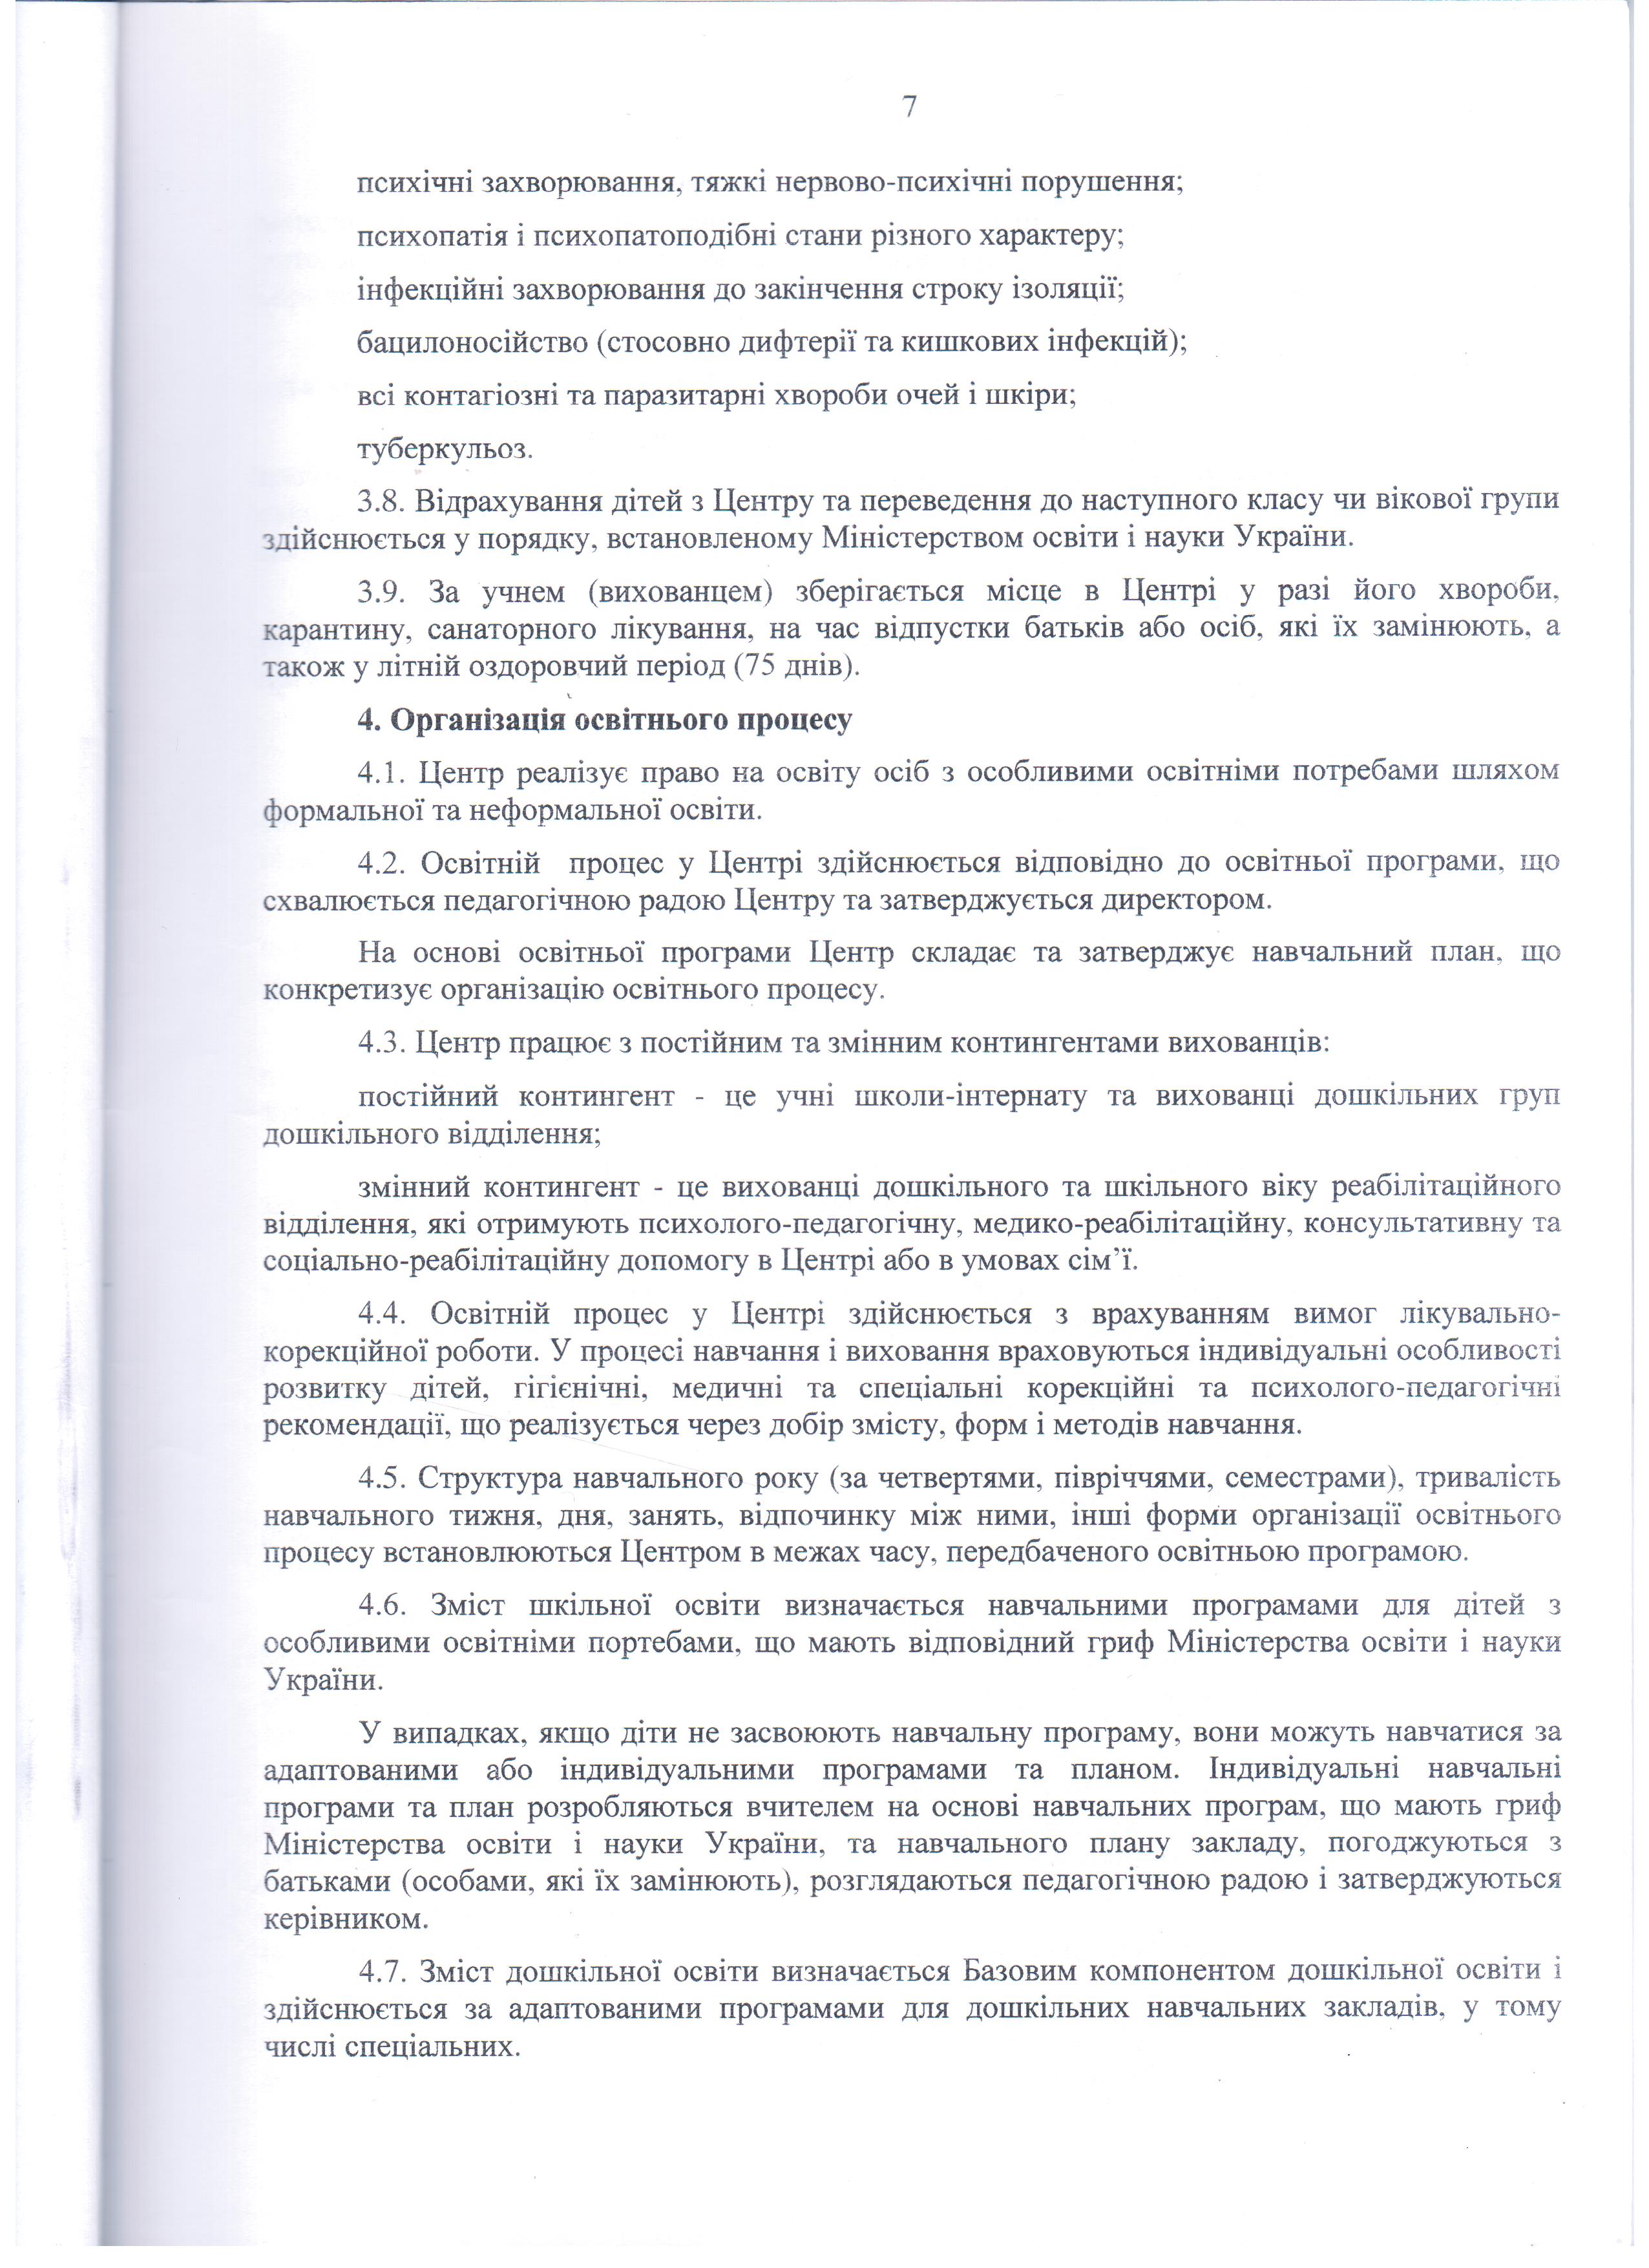 7
психічні захворювання, тяжкі нервово-психічні порушення;
психопатія і психопатоподібні стани різного характеру;
інфекційні захворювання до закінчення строку ізоляції;
бацилоносійство (стосовно дифтерії та кишкових інфекцій);
всі контагіозні та паразитарні хвороби очей і шкіри;
туберкульоз.
3.8. Відрахування дітей з Центру та переведення до наступного класу чи вікової групи
здійснюється у порядку, встановленому Міністерством освіти і науки України.
3.9. За учнем (вихованцем) зберігається місце в Центрі у разі його хвороби,
карантину, санаторного лікування, на час відпустки батьків або осіб, які їх замінюють, а
також у літній оздоровчий період (75 днів).
4. Організація освітнього процесу
4.1. Центр реалізує право на освіту осіб з особливими освітніми потребами шляхом
формальної та неформальної освіти.
4.2. Освітній процес у Центрі здійснюється відповідно до освітньої програми, що
схвалюється педагогічною радою Центру та затверджується директором.
На основі освітньої програми Центр складає та затверджує навчальний план, що
конкретизує організацію освітнього процесу.
4.3. Центр працює з постійним та змінним контингентами вихованців:
постійний контингент - це учні школи-інтернату та вихованці дошкільних груп
дошкільного відділення;
змінний контингент - це вихованці дошкільного та шкільного віку реабілітаційного
відділення, які отримують психолого-педагогічну, медико-реабілітаційну, консультативну та
соціально-реабілітаційну допомогу в Центрі або в умовах сім’ї.
4.4. Освітній процес у Центрі здійснюється з врахуванням вимог лікувально-
корекційної роботи. У процесі навчання і виховання враховуються індивідуальні особливості
розвитку дітей, гігієнічні, медичні та спеціальні корекційні та психолого-педагогічні
рекомендації, що реалізується через добір змісту, форм і методів навчання.
4.5. Структура навчального року (за четвертями, півріччями, семестрами), тривалість
навчального тижня, дня, занять, відпочинку між ними, інші форми організації освітнього
процесу встановлюються Центром в межах часу, передбаченого освітньою програмою.
4.6. Зміст шкільної освіти визначається навчальними програмами для дітей з
особливими освітніми портебами, що мають відповідний гриф Міністерства освіти і науки
України.
У випадках, якщо діти не засвоюють навчальну програму, вони можуть навчатися за
адаптованими або індивідуальними програмами та планом. Індивідуальні навчальні
програми та план розробляються вчителем на основі навчальних програм, що мають гриф
Міністерства освіти і науки України, та навчального плану закладу, погоджуються з
батьками (особами, які їх замінюють), розглядаються педагогічною радою і затверджуються
керівником.
4.7. Зміст дошкільної освіти визначається Базовим компонентом дошкільної освіти і
здійснюється за адаптованими програмами для дошкільних навчальних закладів, у тому
числі спеціальних.